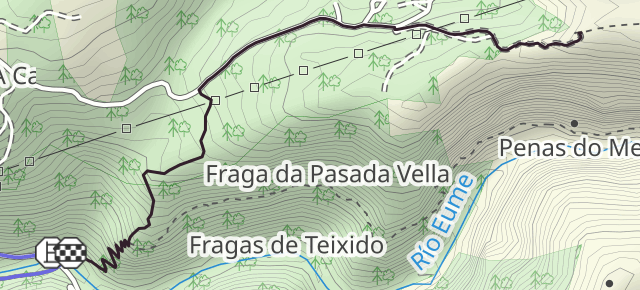 A Ca
Penas do Me
Fraga da Pasada Vella
Río Eume
Fragas de Teixido